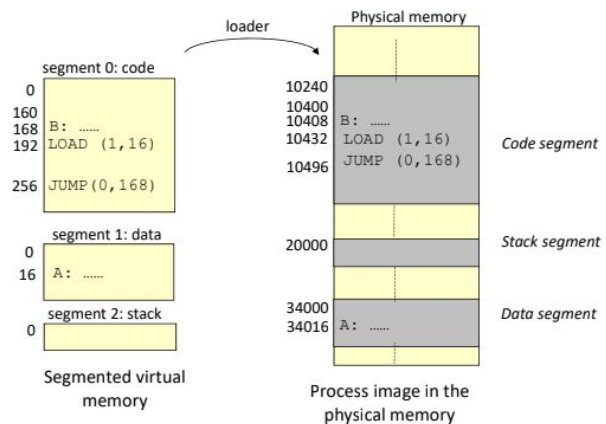 loader
Physical memory
segment 0: code
0
160
168 B: ......
192 LOAD (1,16)
256 JUMP(0,168)
segment 1: data
0
16 A: ......
segment 2: stack
0
Segmented virtual
memory
10240
10400
10408 B: ......
10432 LOAD (1,16)
10496 JUMP (0,168)
Code segment
20000
Stack segment
34000
34016 A: ......
Data segment
Process image in the
physical memory